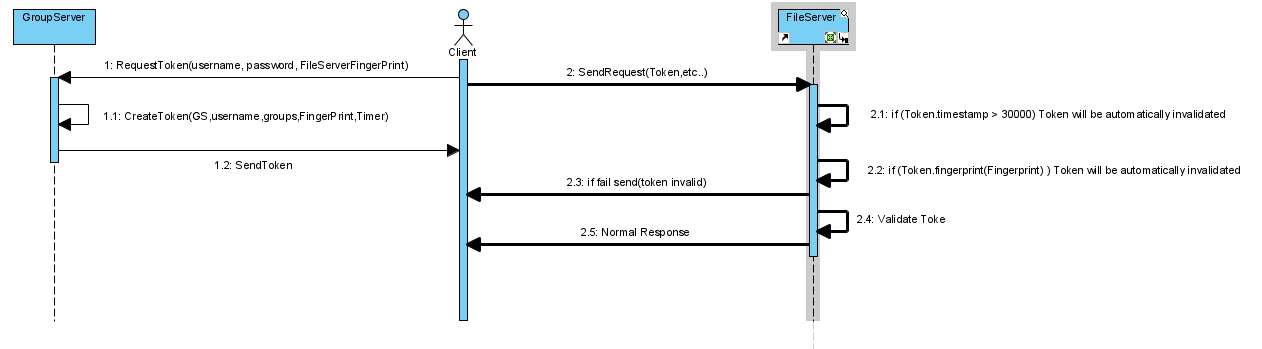 GroupServer
Client
FileServer
1: RequestToken(username, password, FileServerFingerPrint)
2: SendRequest(Token,etc..)
1.1: CreateToken(GS,username,groups,FingerPrint,Timer)
2.1: if (Token.timestamp > 30000) Token will be automatically invalidated
1.2: SendToken
2.2: if (Token.fingerprint(Fingerprint) ) Token will be automatically invalidated
2.3: if fail send(token invalid)
2.4: Validate Toke
2.5: Normal Response